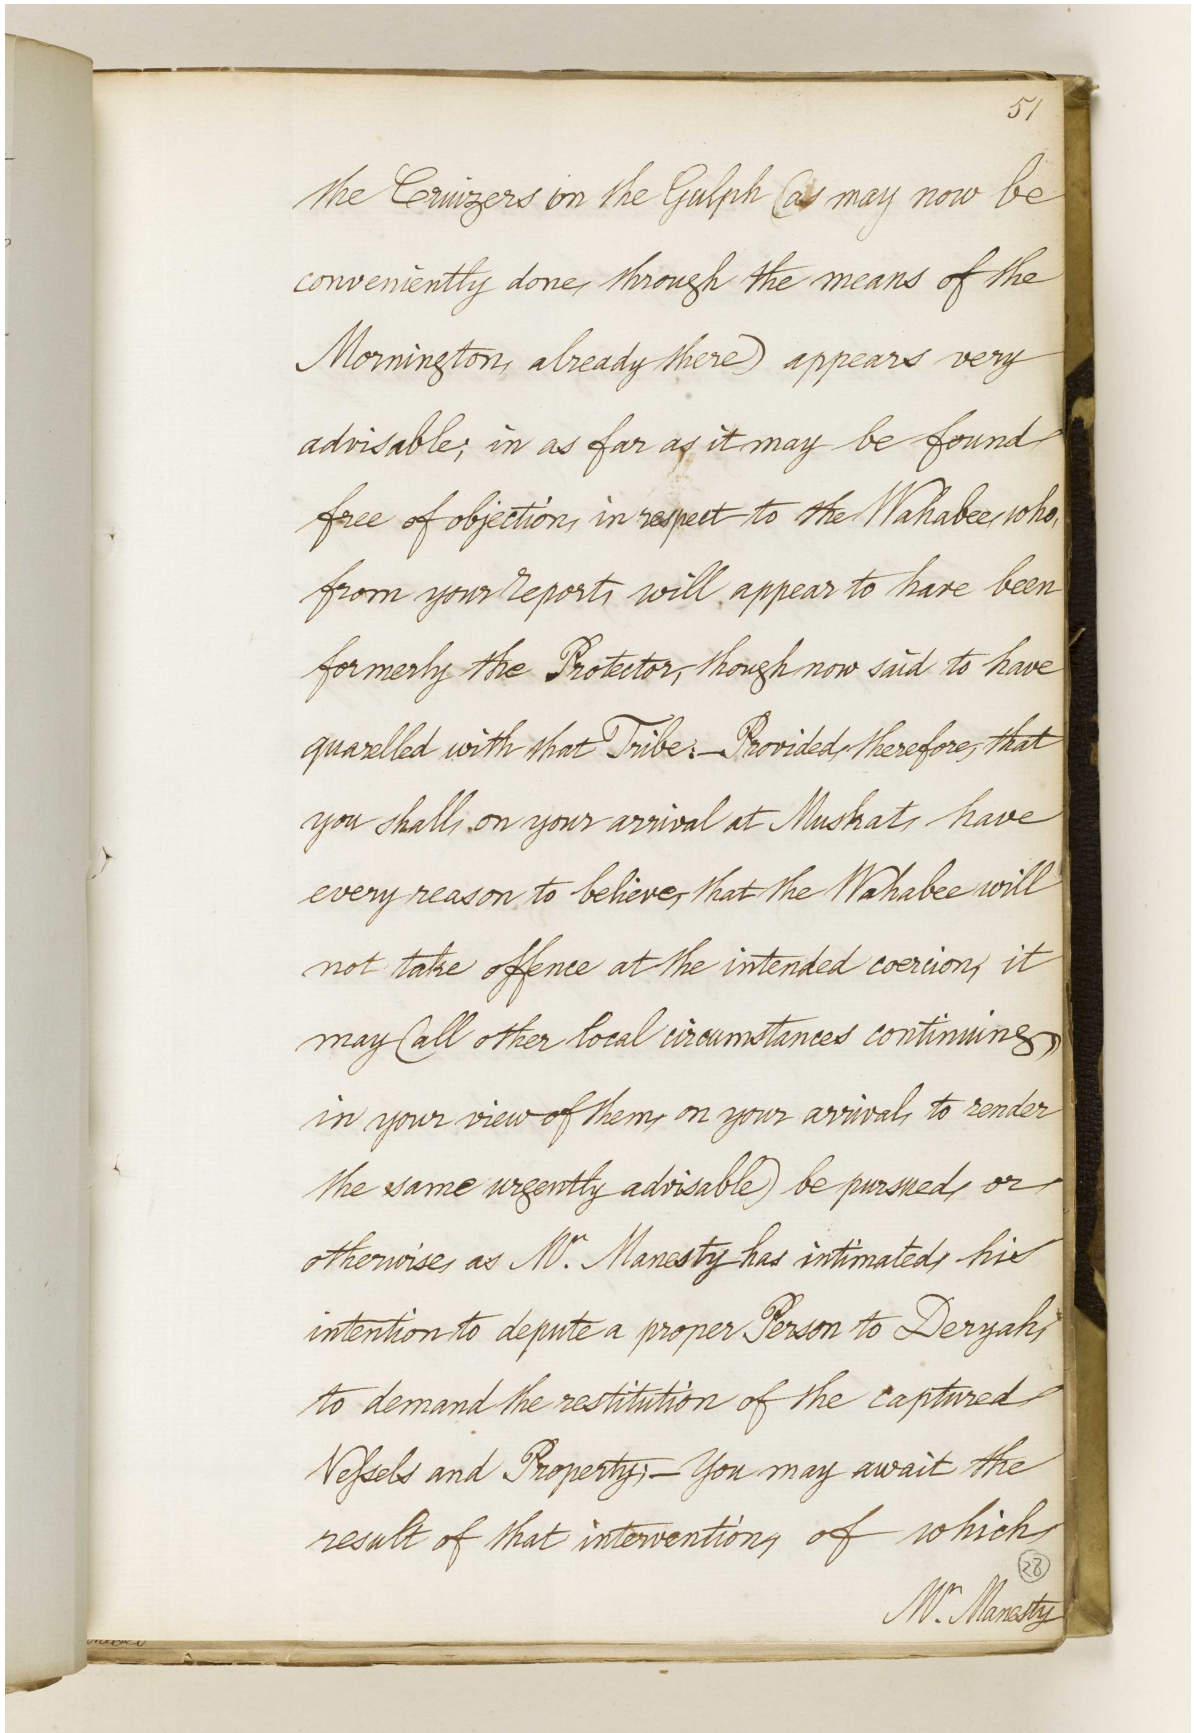 51
the Cruizers in the Gulph (as may now be
conveniently done, through the means of the
Mornington, already there) appears very
advisable; in as far as it may be found
free of objection, in respect to the Wahabee, who,
from your reports, will appear to have been
formerly the Protector, though now said to have
quarelled with that Tribe:— Provided, therefore, that
you shall, on your arrival at Muskat, have
every reason to believe, that the Wahabee will
not take offence at the intended coercion, it
may (all other local circumstances continuing,
in your view of them, on your arrival, to render
the same urgently advisable) be pursued, or
otherwise, as Mr. Manesty has intimated, his
intention to depute a proper Person to Deryah,
to demand the restitution of the captured
Vessels and Property;— You may await the
result of that intervention, of which
28
Mr. Manesty